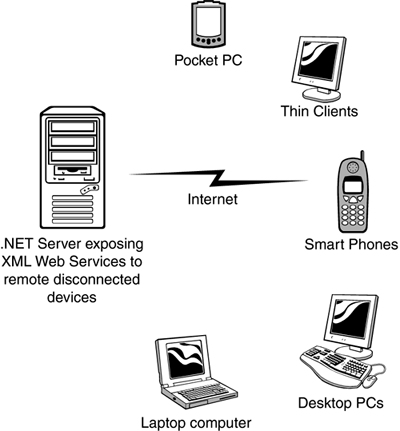 Pocket PC
Thin Clients
Internet
.NET Server exposing
XML Web Services to
remote disconnected
devices
Smart Phones
Desktop PCs
Laptop computer